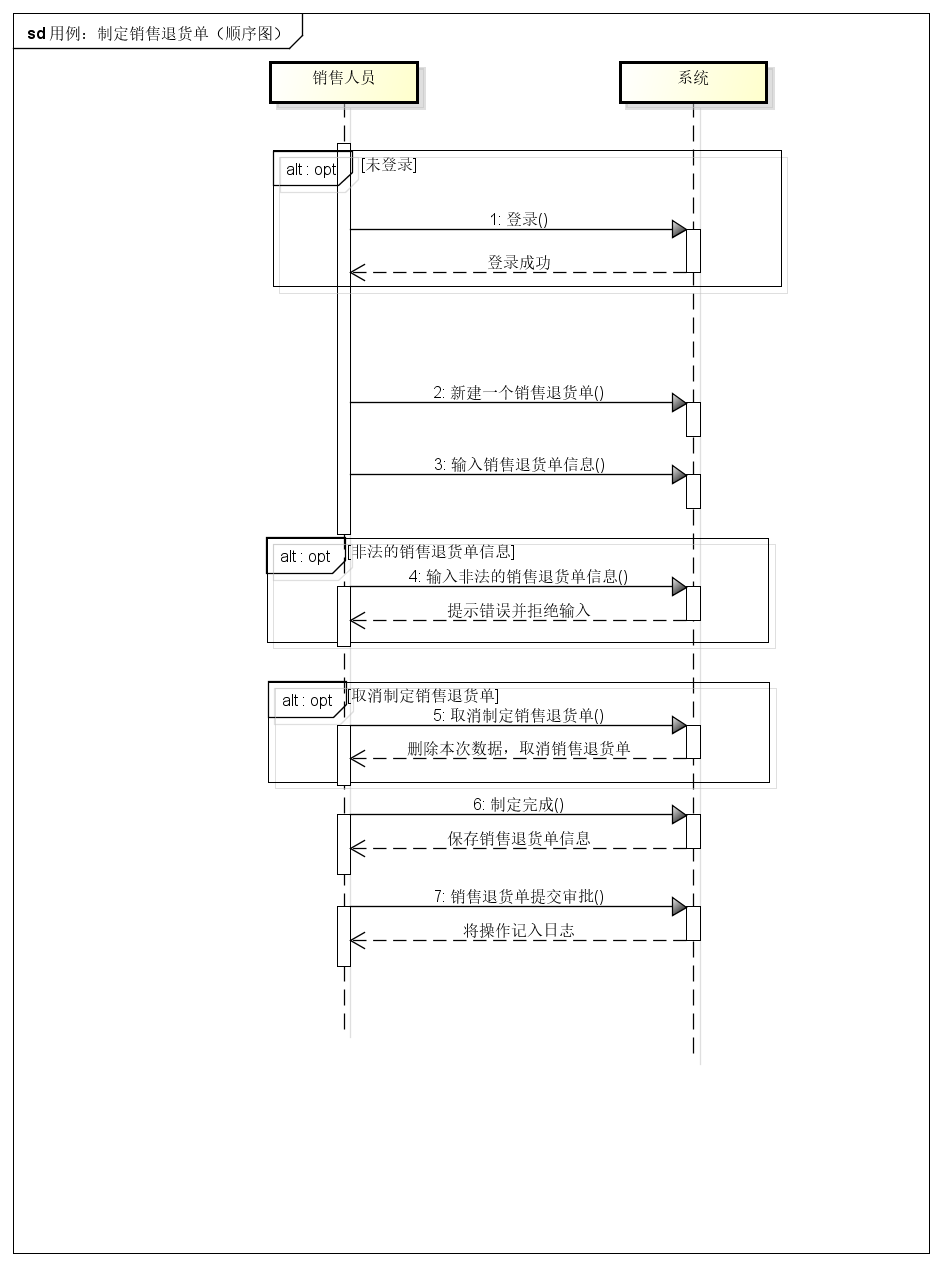 sd 用例：制定销售退货单（顺序图）
销售人员
系统
alt : opt
[未登录]
1: 登录()
登录成功
2: 新建一个销售退货单()
3: 输入销售退货单信息()
alt : opt
[非法的销售退货单信息]
4: 输入非法的销售退货单信息()
提示错误并拒绝输入
alt : opt
[取消制定销售退货单]
5: 取消制定销售退货单()
删除本次数据，取消销售退货单
6: 制定完成()
保存销售退货单信息
7: 销售退货单提交审批()
将操作记入日志